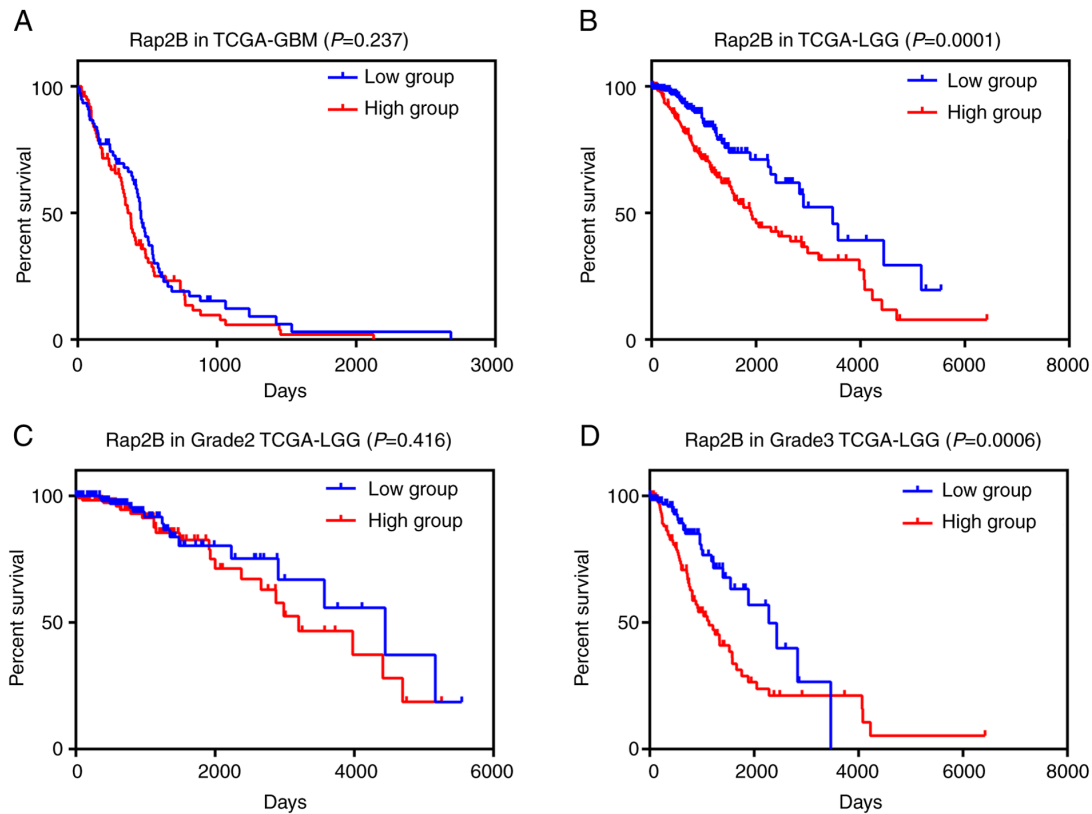 A
Rap2B in TCGA-GBM (P=0.237)
Low group
High group
100
50
0
Percent survival
0
1000
2000
3000
Days
B
Rap2B in TCGA-LGG (P=0.0001)
Low group
High group
100
50
0
Percent survival
0
2000
4000
6000
8000
Days
C
Rap2B in Grade2 TCGA-LGG (P=0.416)
Low group
High group
100
50
0
Percent survival
0
2000
4000
6000
Days
D
Rap2B in Grade3 TCGA-LGG (P=0.0006)
Low group
High group
100
50
0
Percent survival
0
2000
4000
6000
8000
Days